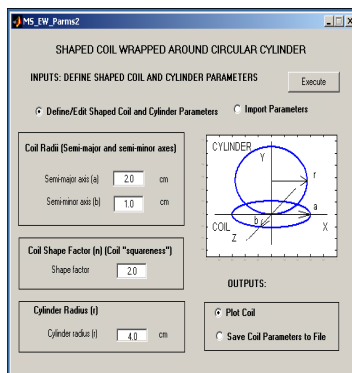 MS_EW_Parms2
SHAPED COIL WRAPPED AROUND CIRCULAR CYLINDER
INPUTS: DEFINE SHAPED COIL AND CYLINDER PARAMETERS
Execute
Define/Edit Shaped Coil and Cylinder Parameters
Import Parameters
Coil Radii (Semi-major and semi-minor axes)
Semi-major axis (a) 2.0 cm
Semi-minor axis (b) 1.0 cm
Coil Shape Factor (n) (Coil "squareness")
Shape factor 2.0
Cylinder Radius (r)
Cylinder radius (r) 4.0 cm
CYLINDER
Y
r
a
b
COIL
Z
X
OUTPUTS:
Plot Coil
Save Coil Parameters to File